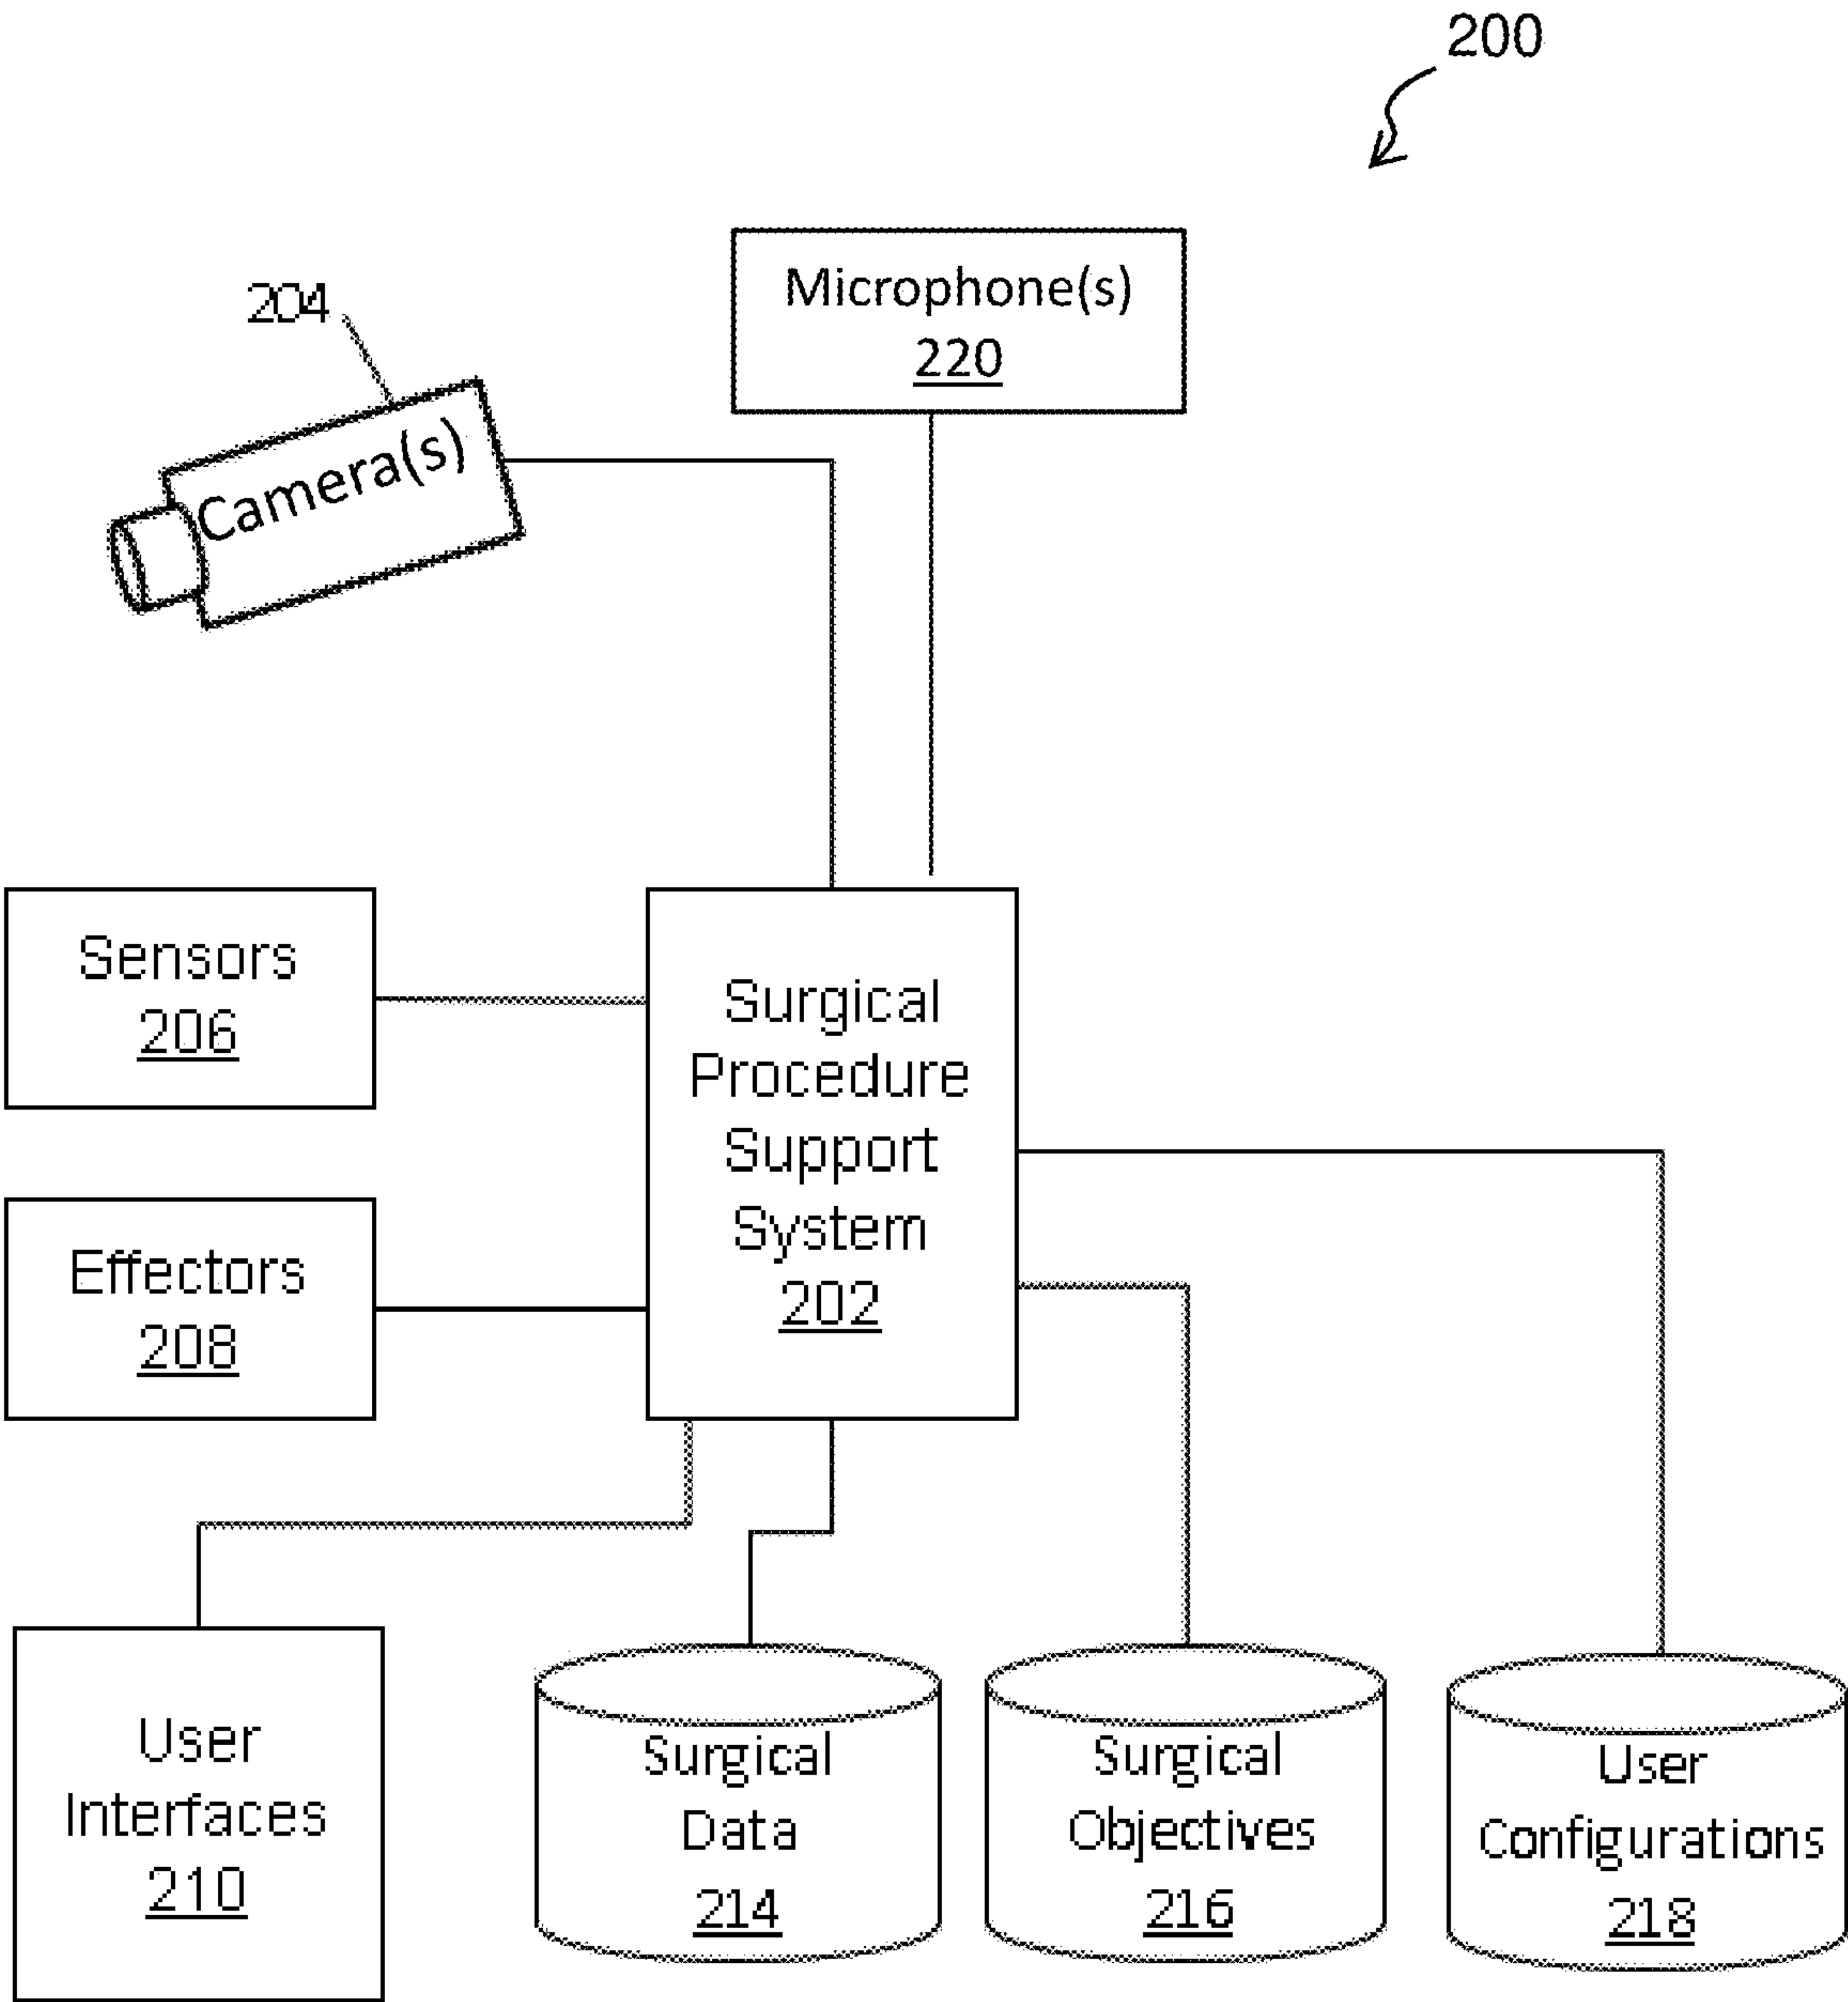 200
Microphone(s)
220
204
Camera(s)
Sensors
206
Surgical
Procedure
Support
System
202
Effectors
208
User
Interfaces
210
Surgical
Data
214
Surgical
Objectives
216
User
Configurations
218